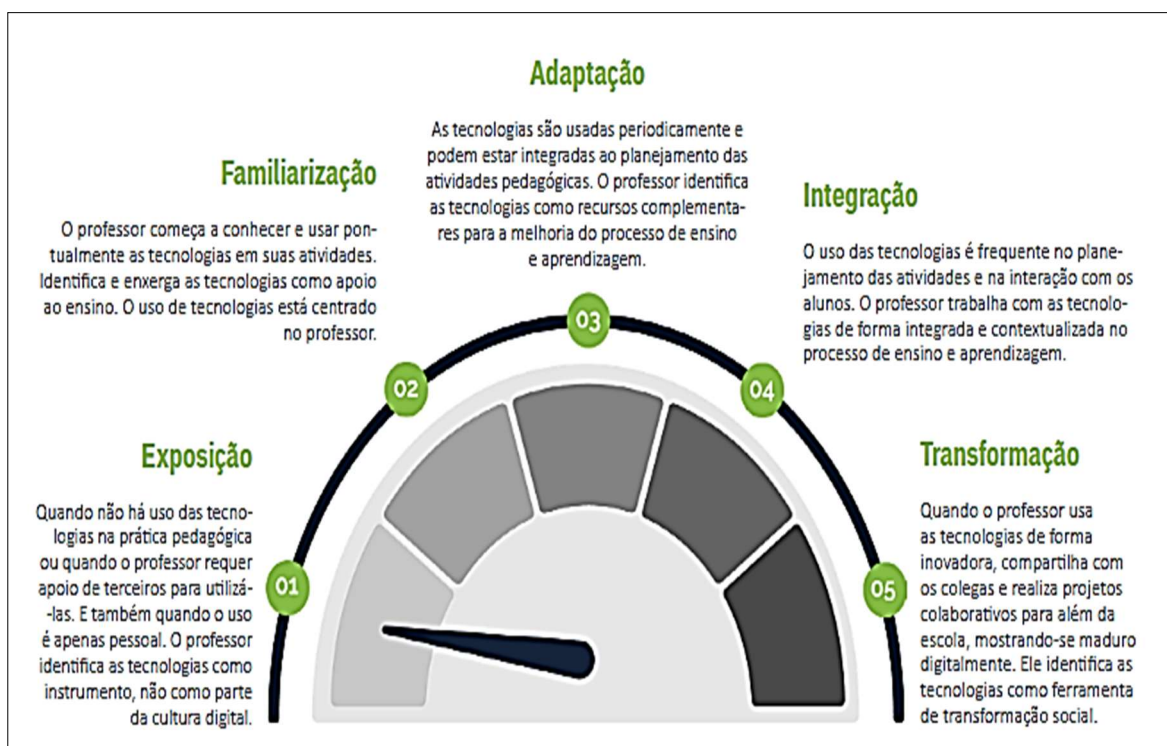 Exposição
Quando não há uso das tecno-
logias na prática pedagógica
ou quando o professor requer
apoio de terceiros para utilizá-
-las. E também quando o uso
é apenas pessoal. O professor
identifica as tecnologias como
instrumento, não como parte
da cultura digital.
01
Familiarização
O professor começa a conhecer e usar pon-
tualmente as tecnologias em suas atividades.
Identifica e enxerga as tecnologias como apoio
ao ensino. O uso de tecnologias está centrado
no professor.
02
Adaptação
As tecnologias são usadas periodicamente e
podem estar integradas ao planejamento das
atividades pedagógicas. O professor identifica
as tecnologias como recursos complementa-
res para a melhoria do processo de ensino
e aprendizagem.
03
Integração
O uso das tecnologias é frequente no plane-
jamento das atividades e na interação com os
alunos. O professor trabalha com as tecnolo-
gias de forma integrada e contextualizada no
processo de ensino e aprendizagem.
04
Transformação
Quando o professor usa
as tecnologias de forma
inovadora, compartilha com
os colegas e realiza projetos
colaborativos para além da
escola, mostrando-se maduro
digitalmente. Ele identifica as
tecnologias como ferramenta
de transformação social.
05